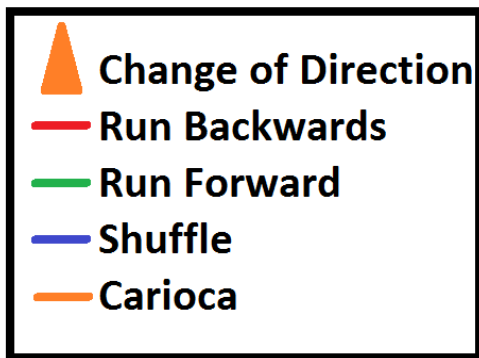 Change of Direction
Run Backwards
Run Forward
Shuffle
Carioca